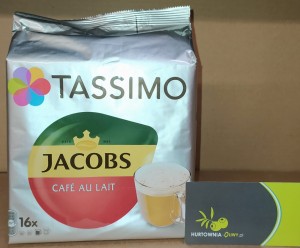 TASSIMO
JACOBS
CAFÉ AU LAIT
16x
HURTOWNIA